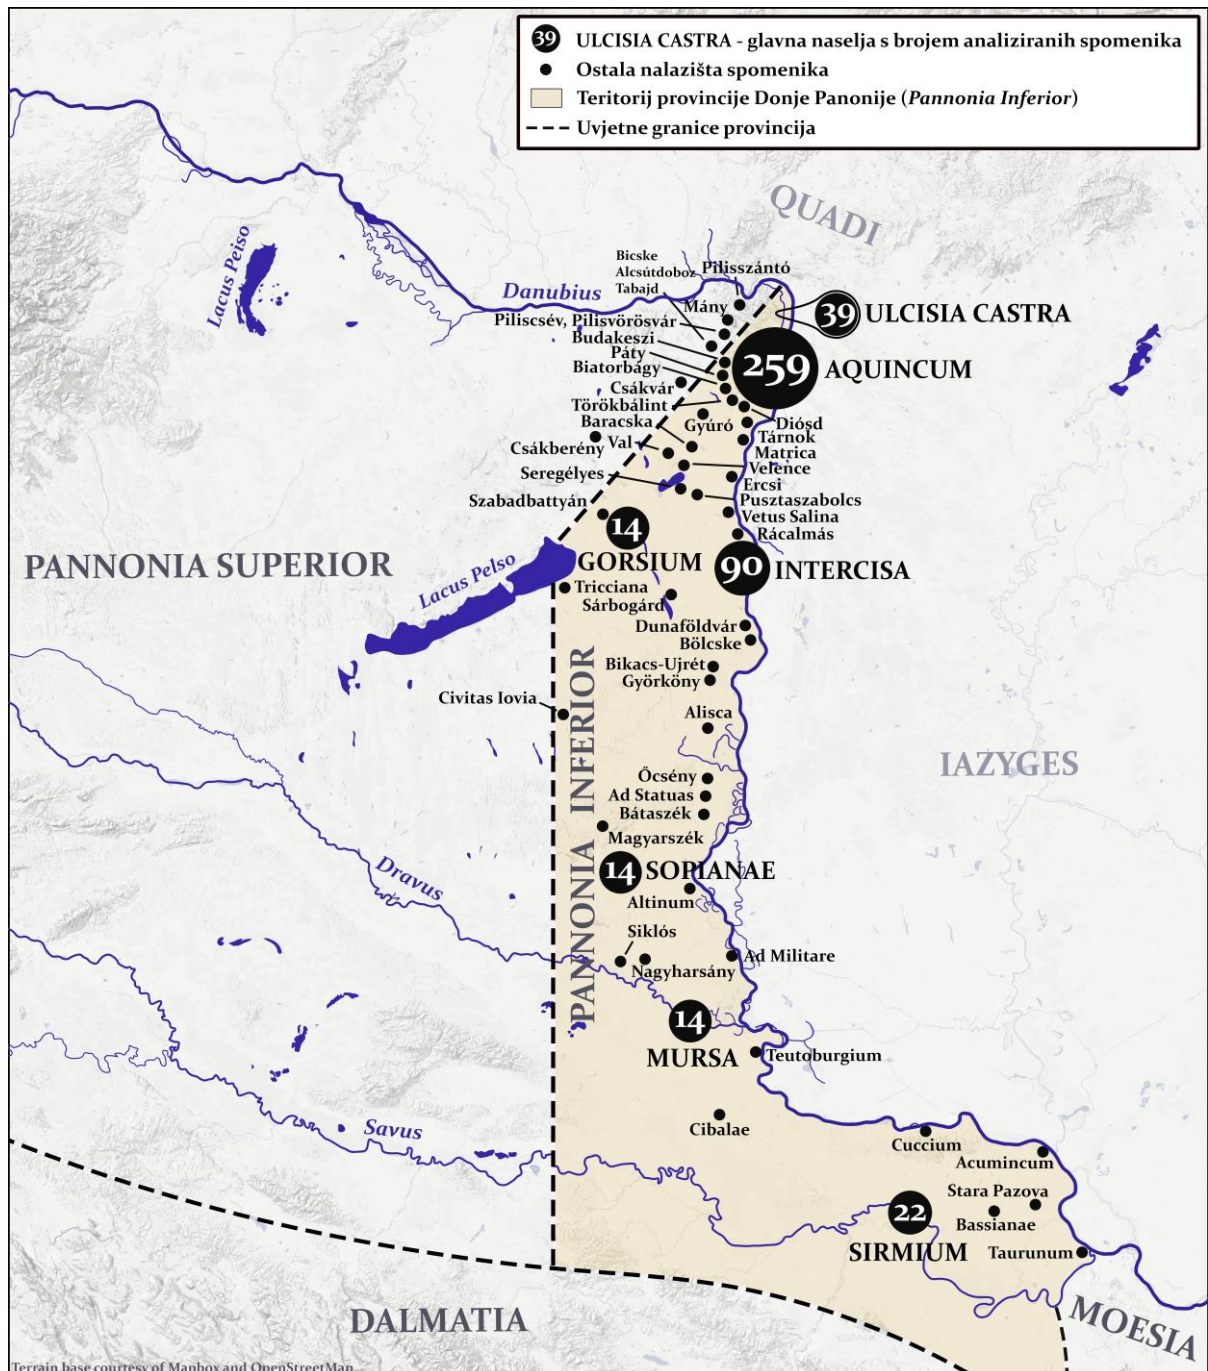 39 ULCISIA CASTRA - glavna naselja s brojem analiziranih spomenika
Ostala nalazišta spomenika
Teritorij provincije Donje Panonije (Pannonia Inferior)
Uvjetne granice provincija
QUADI
Lacus Peiso
Danubius
Bicske
Alcsútdoboz
Tabajd
Pilisszántó
Mány
39 ULCISIA CASTRA
Piliscsév, Pilisvörösvár
Budakeszi
Páty
Biatorbágy
259 AQUINCUM
Csákvár
Törökbálint
Baracska
Gyúró
Diósd
Tárnok
Csákberény
Val
Matrica
Velence
Seregélyes
Ercsi
Szabadbattyán
Pusztaszabolcs
Vetus Salina
Rácalmás
14
GORSIUM
90 INTERCISA
PANNONIA SUPERIOR
Lacus Pelso
Tricciana
Sárbogárd
Dunaföldvár
Bölcske
Bikacs-Ujrét
Györköny
Civitas Iovia
PANNONIA INFERIOR
Alisca
IAZYGES
Őcsény
Ad Statuas
Bátaszék
Magyarszék
Dravus
14 SOPIANAE
Altinum
Siklós
Nagyharsány
Ad Militare
14
MURSA
Teutoburgium
Savus
Cibalae
Cuccium
Acumincum
Stara Pazova
Bassianae
22
SIRMIUM
Taurunum
DALMATIA
MOESIA
Terrain base courtesy of Mapbox and OpenStreetMap